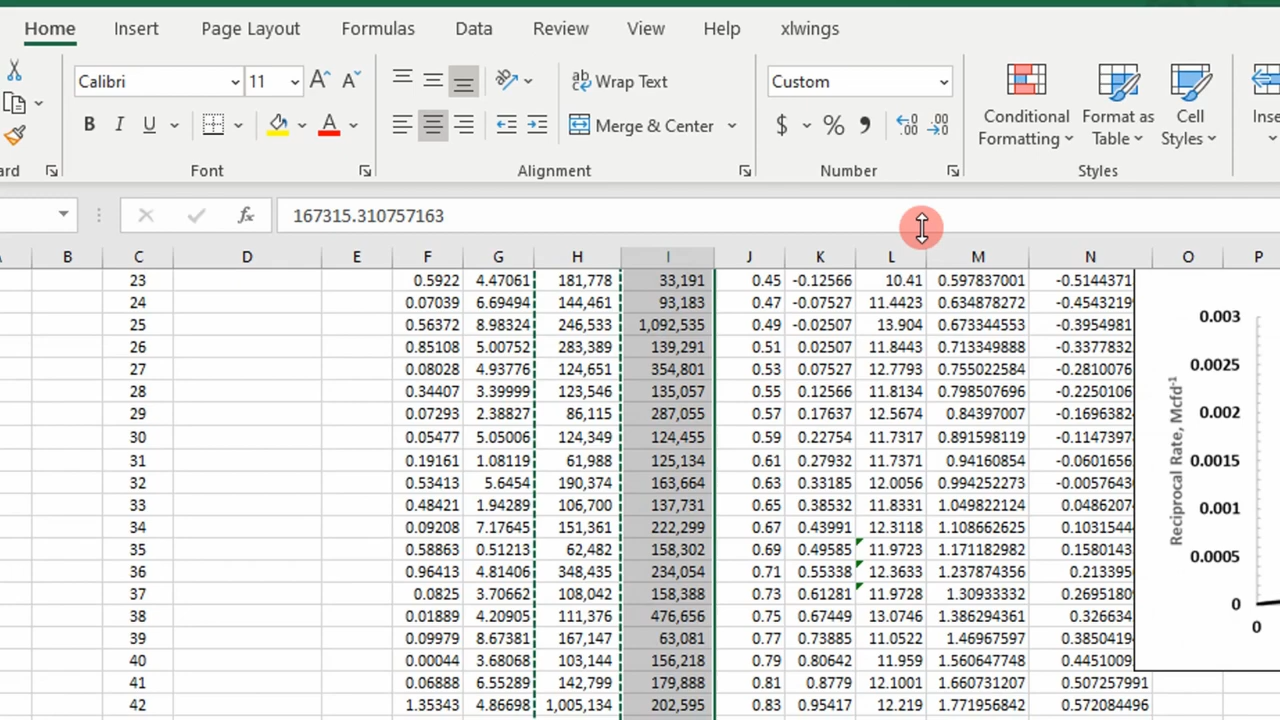 Home Insert Page Layout Formulas Data Review View Help xlwings
Calibri 11 A A ab Wrap Text Custom
B I U A Merge & Center $ % , .00 .0 Conditional Formatting Format as Table Cell Styles Inse
ard Font Alignment Number Styles
fx 167315.310757163
B C D E F G H I J K L M N O P
23 0.5922 4.47061 181,778 33,191 0.45 -0.12566 10.41 0.597837001 -0.5144371
24 0.07039 6.69494 144,461 93,183 0.47 -0.07527 11.4423 0.634878272 -0.4543219
25 0.56372 8.98324 246,533 1,092,535 0.49 -0.02507 13.904 0.673344553 -0.3954981
26 0.85108 5.00752 283,389 139,291 0.51 0.02507 11.8443 0.713349888 -0.3377832
27 0.08028 4.93776 124,651 354,801 0.53 0.07527 12.7793 0.755022584 -0.2810076
28 0.34407 3.39999 123,546 135,057 0.55 0.12566 11.8134 0.798507696 -0.2250106
29 0.07293 2.38827 86,115 287,055 0.57 0.17637 12.5674 0.84397007 -0.1696382
30 0.05477 5.05006 124,349 124,455 0.59 0.22754 11.7317 0.891598119 -0.1147397
31 0.19161 1.08119 61,988 125,134 0.61 0.27932 11.7371 0.94160854 -0.0601656
32 0.53413 5.6454 190,374 163,664 0.63 0.33185 12.0056 0.994252273 -0.0057643
33 0.48421 1.94289 106,700 137,731 0.65 0.38532 11.8331 1.049822124 0.0486207
34 0.09208 7.17645 151,361 222,299 0.67 0.43991 12.3118 1.108662625 0.1031544
35 0.58863 0.51213 62,482 158,302 0.69 0.49585 11.9723 1.171182982 0.1580143
36 0.96413 4.81406 348,435 234,054 0.71 0.55338 12.3633 1.237874356 0.213395
37 0.0825 3.70662 108,042 158,388 0.73 0.61281 11.9728 1.30933332 0.2695180
38 0.01889 4.20905 111,376 476,656 0.75 0.67449 13.0746 1.386294361 0.326634
39 0.09979 8.67381 167,147 63,081 0.77 0.73885 11.0522 1.46967597 0.3850419
40 0.00044 3.68068 103,144 156,218 0.79 0.80642 11.959 1.560647748 0.4451009
41 0.06888 6.55289 142,799 179,888 0.81 0.8779 12.1001 1.660731207 0.507257991
42 1.35343 4.86698 1,005,134 202,595 0.83 0.95417 12.219 1.771956842 0.572084496
Reciprocal Rate, Mcfd-1
0.003
0.0025
0.002
0.0015
0.001
0.0005
0
0